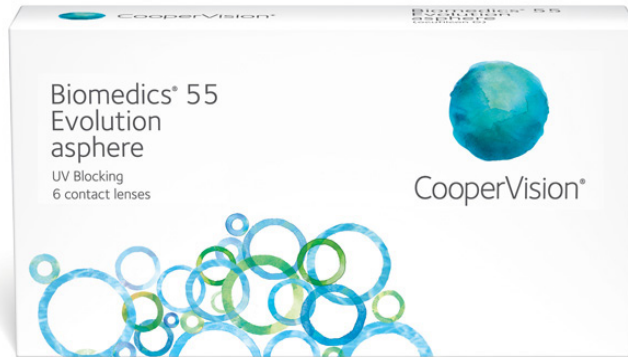 CooperVision®
Biomedics® 55
Evolution
asphere
Biomedics® 55
Evolution
asphere
UV Blocking
6 contact lenses
CooperVision®